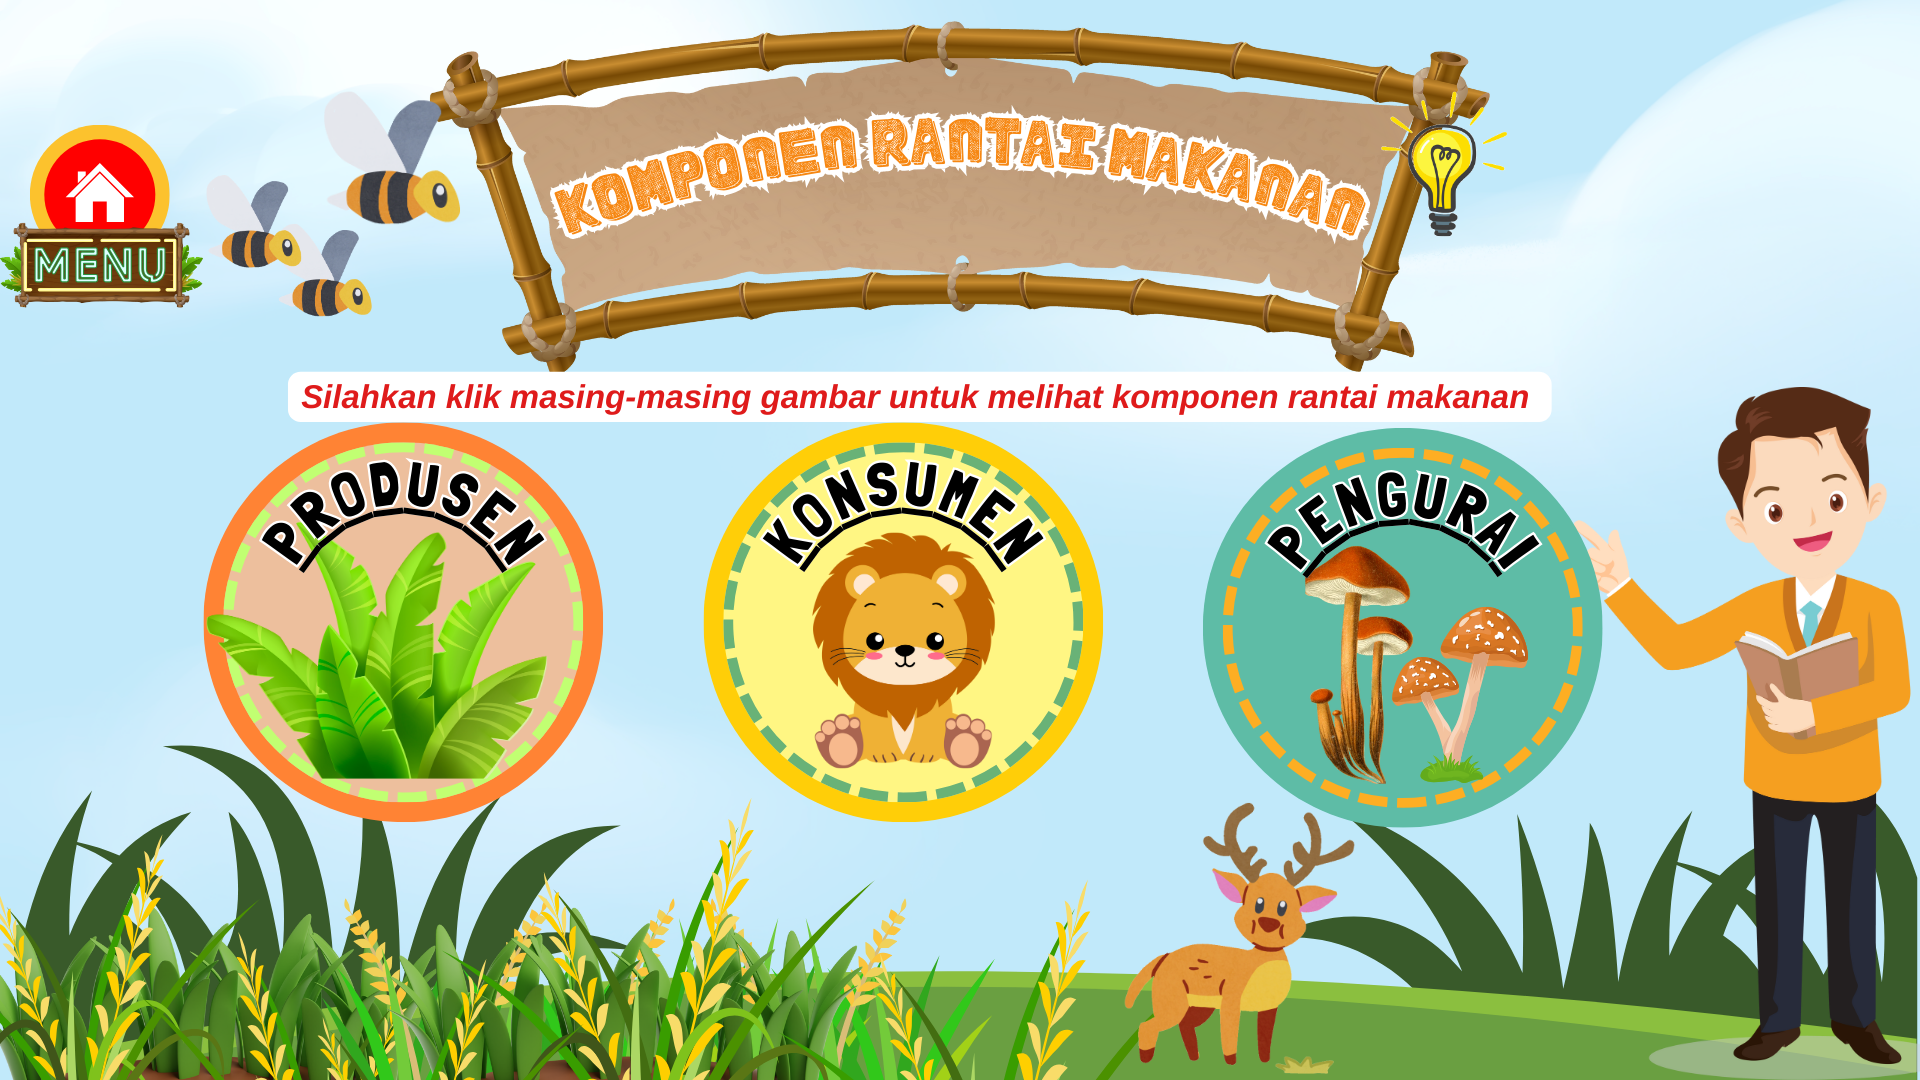 KOMPONEN RANTAI MAKANAN
MENU
Silahkan klik masing-masing gambar untuk melihat komponen rantai makanan
PRODUSEN
KONSUMEN
PENGURAI